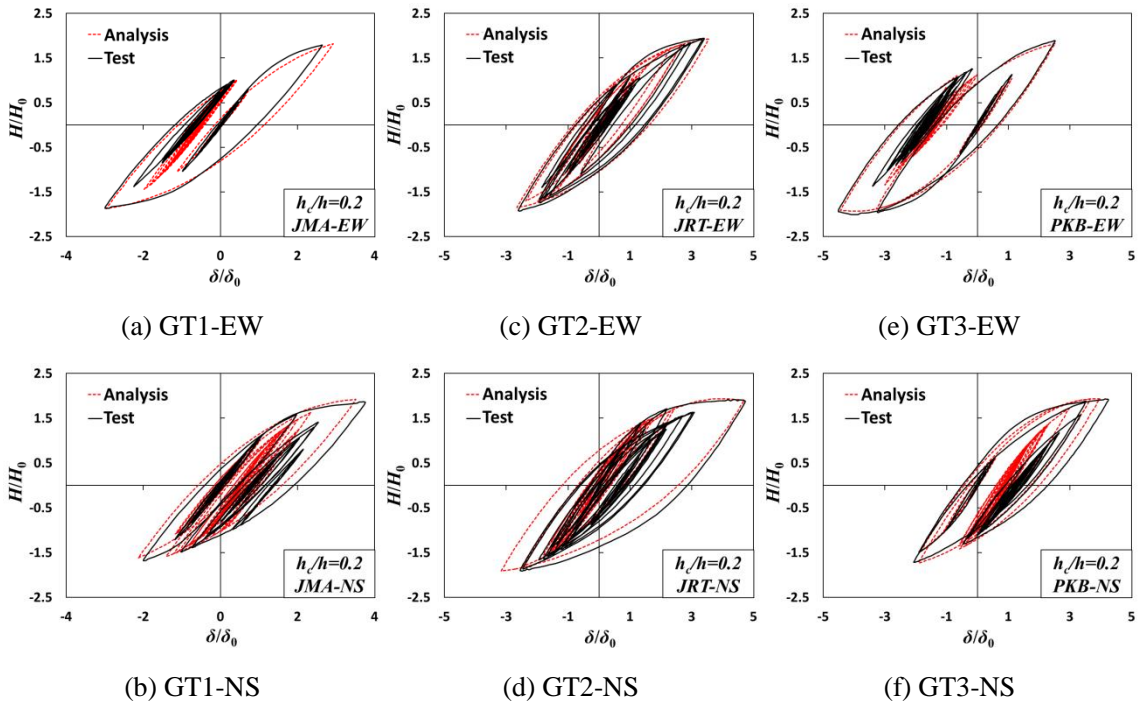 2.5
1.5
0.5
-0.5
-1.5
-2.5
H/H0
Analysis
Test
hc/h=0.2
JMA-EW
-4 -2 0 2 4
δ/δ0
(a) GT1-EW
2.5
1.5
0.5
-0.5
-1.5
-2.5
H/H0
Analysis
Test
hc/h=0.2
JRT-EW
-5 -3 -1 1 3 5
δ/δ0
(c) GT2-EW
2.5
1.5
0.5
-0.5
-1.5
-2.5
H/H0
Analysis
Test
hc/h=0.2
PKB-EW
-5 -3 -1 1 3 5
δ/δ0
(e) GT3-EW
2.5
1.5
0.5
-0.5
-1.5
-2.5
H/H0
Analysis
Test
hc/h=0.2
JMA-NS
-4 -2 0 2 4
δ/δ0
(b) GT1-NS
2.5
1.5
0.5
-0.5
-1.5
-2.5
H/H0
Analysis
Test
hc/h=0.2
JRT-NS
-5 -3 -1 1 3 5
δ/δ0
(d) GT2-NS
2.5
1.5
0.5
-0.5
-1.5
-2.5
H/H0
Analysis
Test
hc/h=0.2
PKB-NS
-5 -3 -1 1 3 5
δ/δ0
(f) GT3-NS